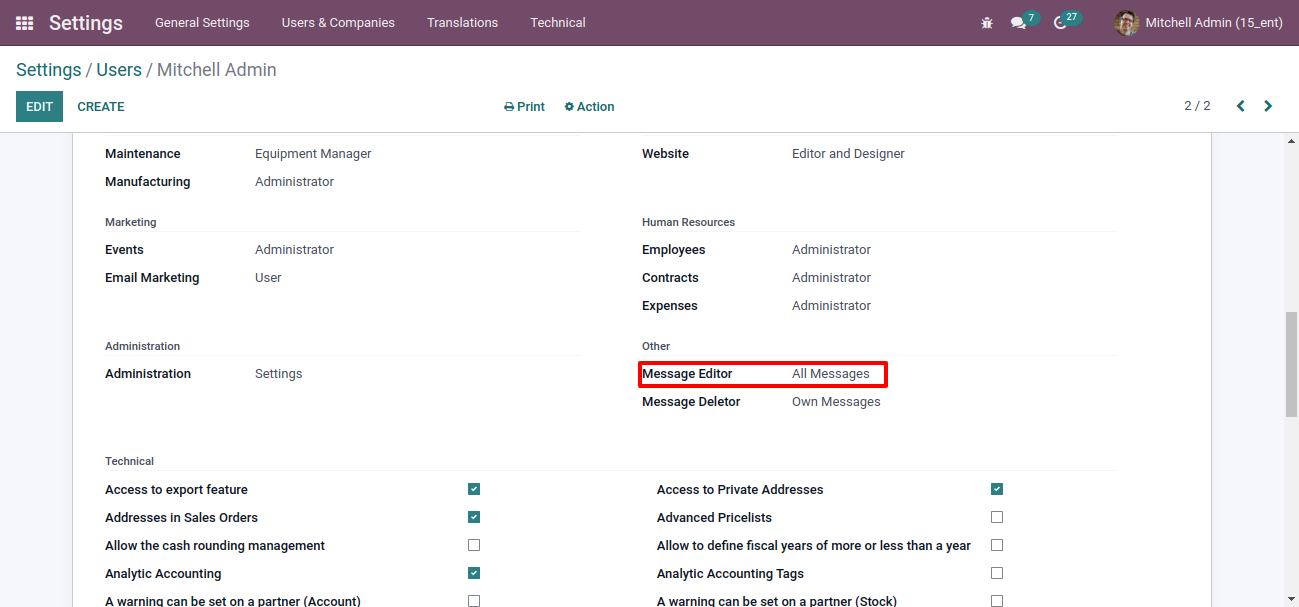 Settings General Settings Users & Companies Translations Technical 7 27 Mitchell Admin (15_ent)
Settings / Users / Mitchell Admin
EDIT CREATE Print Action 2 / 2
Maintenance Equipment Manager Website Editor and Designer
Manufacturing Administrator
Marketing Human Resources
Events Administrator Employees Administrator
Email Marketing User Contracts Administrator
Expenses Administrator
Administration Other
Administration Settings Message Editor All Messages
Message Deletor Own Messages
Technical
Access to export feature Access to Private Addresses
Addresses in Sales Orders Advanced Pricelists
Allow the cash rounding management Allow to define fiscal years of more or less than a year
Analytic Accounting Analytic Accounting Tags
A warning can be set on a partner (Account) A warning can be set on a partner (Stock)